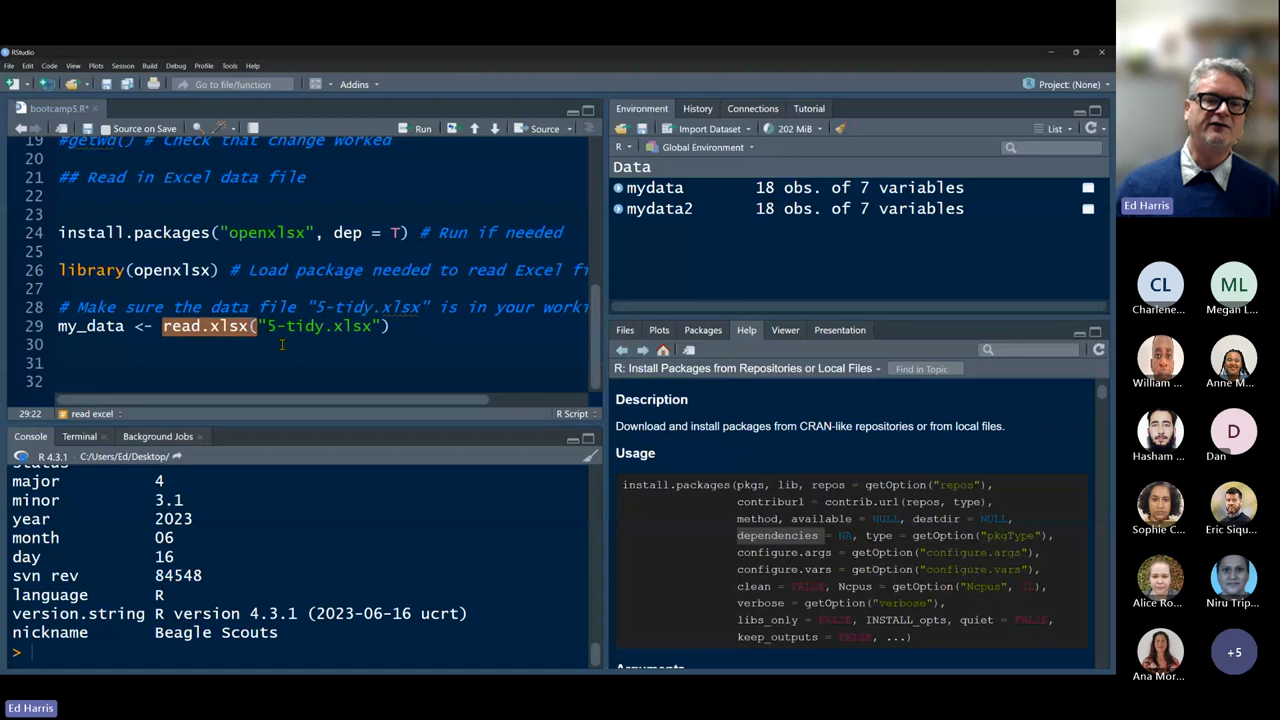 RStudio
File Edit Code View Plots Session Build Debug Profile Tools Help
Go to file/function
Addins
Project: (None)
bootcamp5.R*
Source on Save
Run
Source
19 #getwd() # Check that change worked
20
21 ## Read in Excel data file
22
23
24 install.packages("openxlsx", dep = T) # Run if needed
25
26 library(openxlsx) # Load package needed to read Excel fi
27
28 # Make sure the data file "5-tidy.xlsx" is in your worki
29 my_data <- read.xlsx("5-tidy.xlsx")
30
31
32
29:22 read excel R Script
Console Terminal Background Jobs
R 4.3.1 . C:/Users/Ed/Desktop/
status
major 4
minor 3.1
year 2023
month 06
day 16
svn rev 84548
language R
version.string R version 4.3.1 (2023-06-16 ucrt)
nickname Beagle Scouts
>
Environment History Connections Tutorial
Import Dataset 202 MiB List
R Global Environment
Data
mydata 18 obs. of 7 variables
mydata2 18 obs. of 7 variables
Files Plots Packages Help Viewer Presentation
R: Install Packages from Repositories or Local Files Find in Topic
Description
Download and install packages from CRAN-like repositories or from local files.
Usage
install.packages(pkgs, lib, repos = getOption("repos"),
contriburl = contrib.url(repos, type),
method, available = NULL, destdir = NULL,
dependencies = NA, type = getOption("pkgType"),
configure.args = getOption("configure.args"),
configure.vars = getOption("configure.vars"),
clean = FALSE, Ncpus = getOption("Ncpus", 1L),
verbose = getOption("verbose"),
libs_only = FALSE, INSTALL_opts, quiet = FALSE,
keep_outputs = FALSE, ...)
Arguments
Ed Harris
CL
Charlene...
ML
Megan L...
William ...
Anne M...
Hasham ...
D
Dan
Sophie C...
Eric Siqu...
Alice Ro...
Niru Trip...
Ana Mor...
+5
Ed Harris